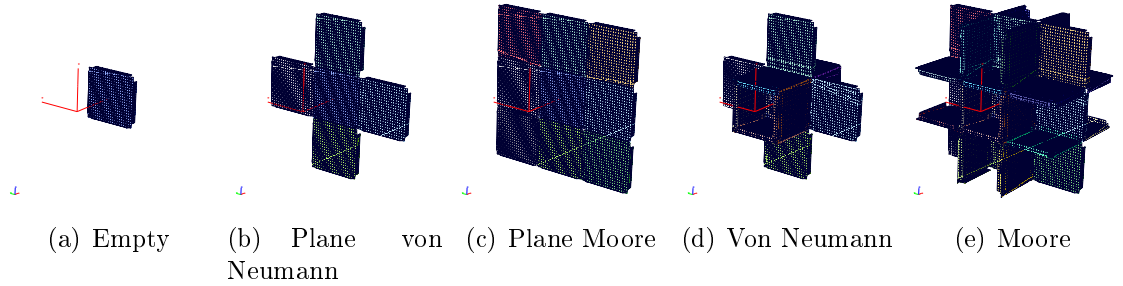 (a) Empty
(b) Plane von
Neumann
(c) Plane Moore
(d) Von Neumann
(e) Moore